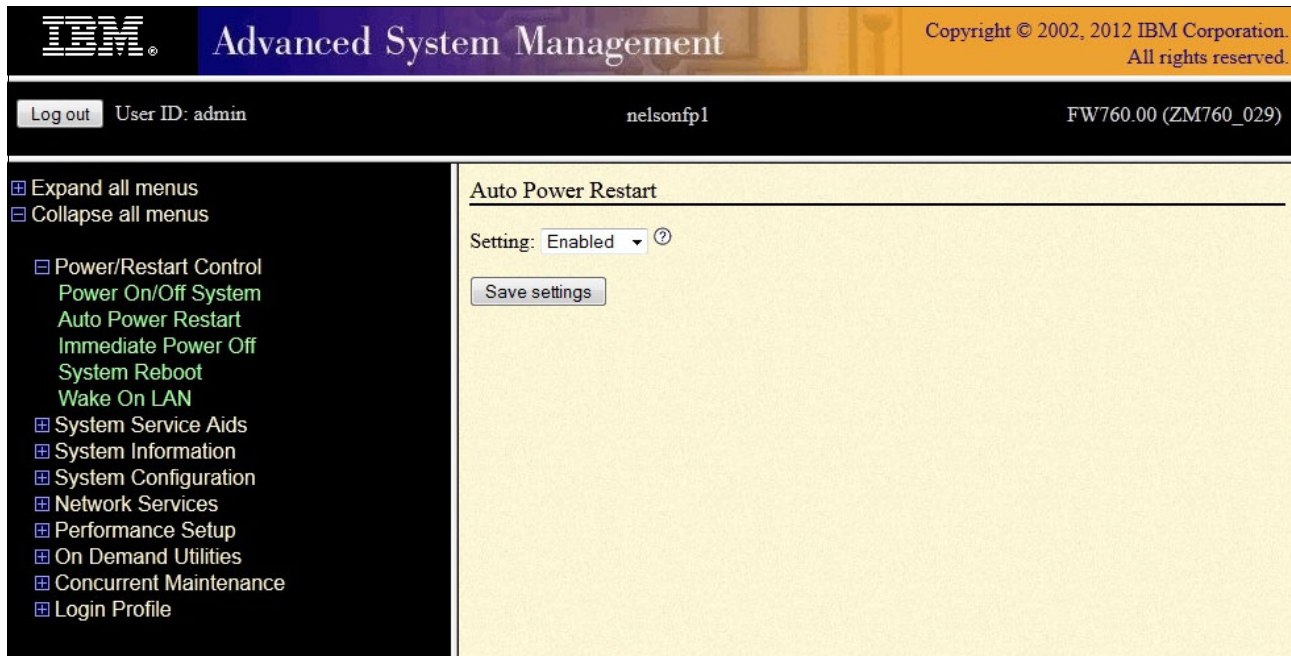 IBM®
Advanced System Management
Copyright © 2002, 2012 IBM Corporation.
All rights reserved.
Log out User ID: admin
nelsonfp1
FW760.00 (ZM760_029)
Expand all menus
Collapse all menus
Power/Restart Control
Power On/Off System
Auto Power Restart
Immediate Power Off
System Reboot
Wake On LAN
System Service Aids
System Information
System Configuration
Network Services
Performance Setup
On Demand Utilities
Concurrent Maintenance
Login Profile
Auto Power Restart
Setting: Enabled ?
Save settings